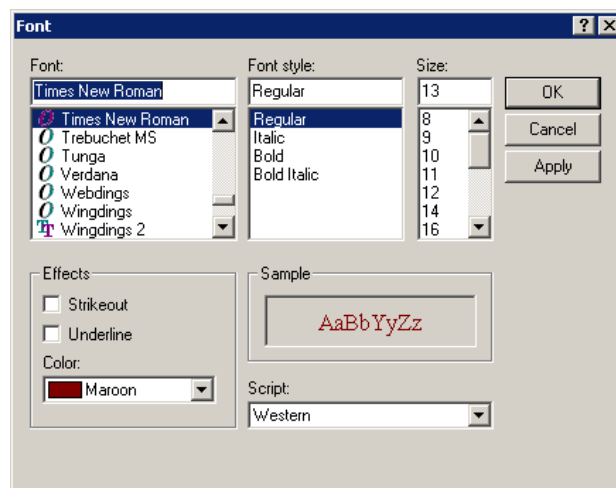 Font
Font:
Font style:
Size:
Times New Roman
Regular
13
OK
Times New Roman
Trebuchet MS
Tunga
Verdana
Webdings
Wingdings
Wingdings 2
Regular
Italic
Bold
Bold Italic
8
9
10
11
12
14
16
Cancel
Apply
Effects
Strikeout
Underline
Color:
Maroon
Sample
AaBbYyZz
Script:
Western